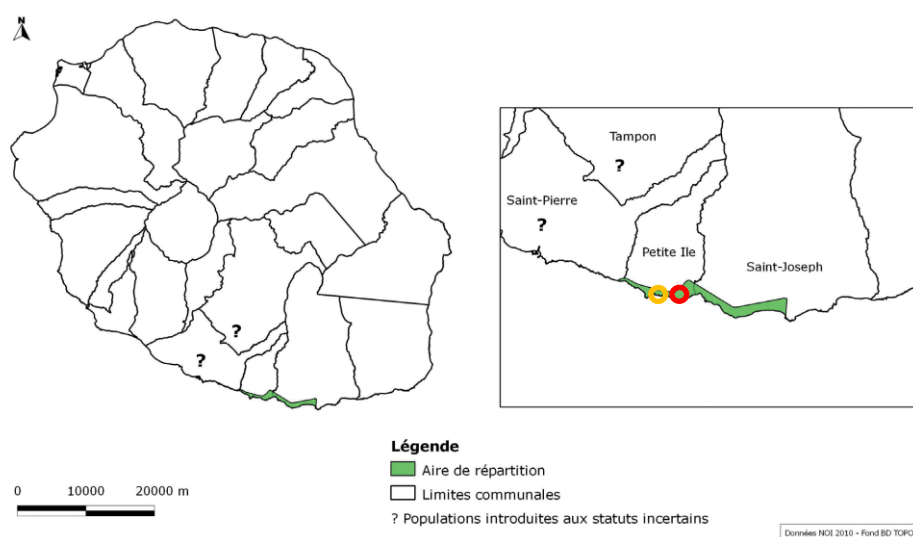 N
Tampon
?
Saint-Pierre
?
Petite Ile
Saint-Joseph
?
?
Légende
Aire de répartition
0 10000 20000 m
Limites communales
? Populations introduites aux statuts incertains
Données NOI 2010 - Fond BD TOPO